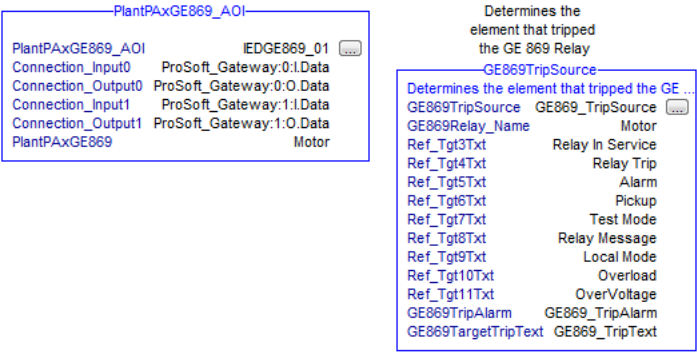 PlantPAxGE869_AOI
PlantPAxGE869_AOI IEDGE869_01 ...
Connection_Input0 ProSoft_Gateway:0:I.Data
Connection_Output0 ProSoft_Gateway:0:O.Data
Connection_Input1 ProSoft_Gateway:1:I.Data
Connection_Output1 ProSoft_Gateway:1:O.Data
PlantPAxGE869 Motor
Determines the
element that tripped
the GE 869 Relay
GE869TripSource
Determines the element that tripped the GE ...
GE869TripSource GE869_TripSource ...
GE869Relay_Name Motor
Ref_Tgt3Txt Relay In Service
Ref_Tgt4Txt Relay Trip
Ref_Tgt5Txt Alarm
Ref_Tgt6Txt Pickup
Ref_Tgt7Txt Test Mode
Ref_Tgt8Txt Relay Message
Ref_Tgt9Txt Local Mode
Ref_Tgt10Txt Overload
Ref_Tgt11Txt OverVoltage
GE869TripAlarm GE869_TripAlarm
GE869TargetTripText GE869_TripText